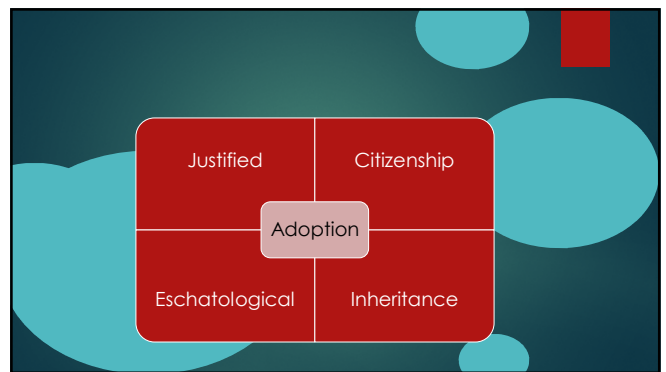 Justified
Citizenship
Adoption
Eschatological
Inheritance